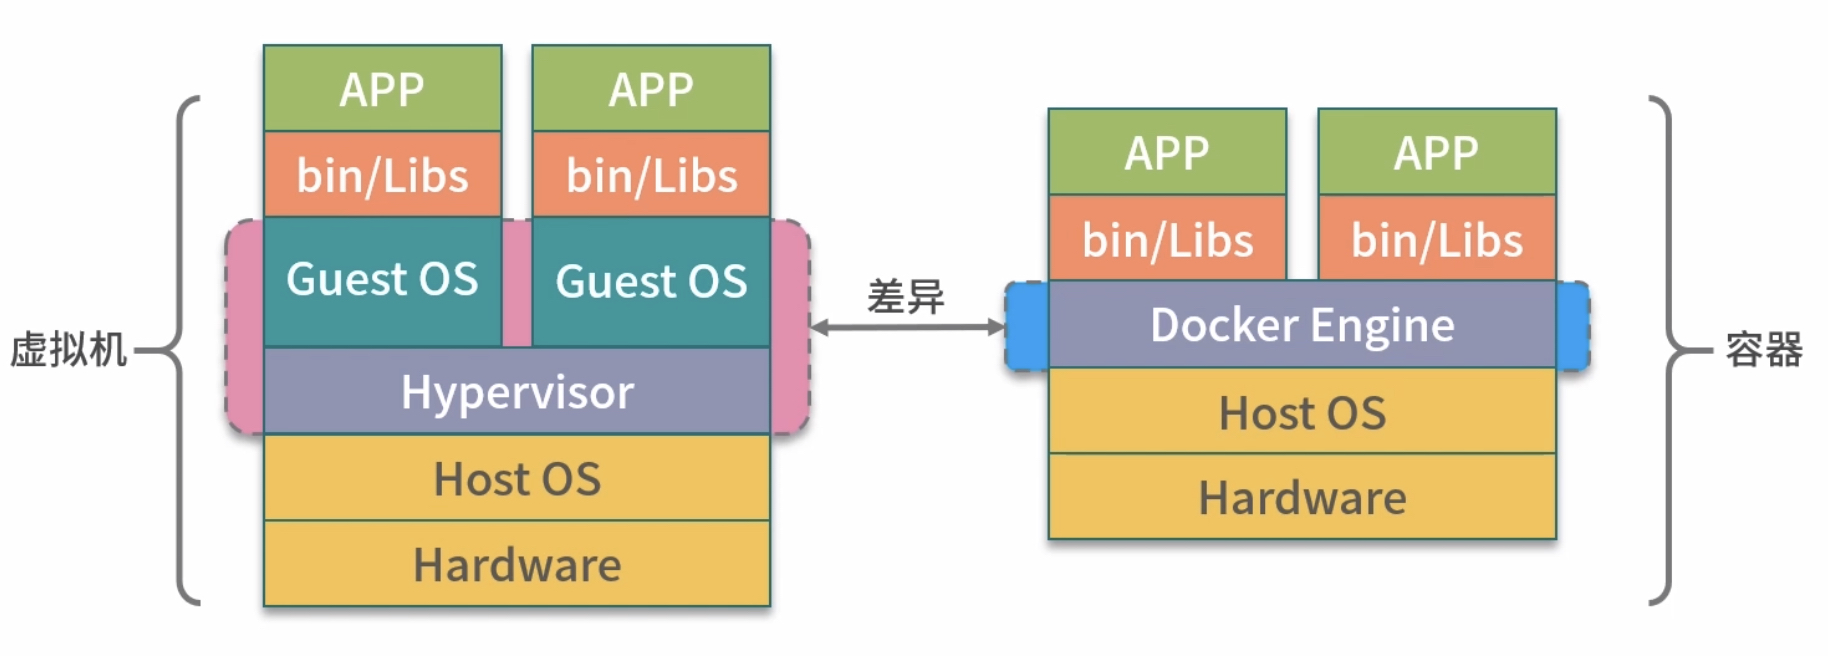 虚拟机
APP
APP
bin/Libs
bin/Libs
Guest OS
Guest OS
Hypervisor
Host OS
Hardware
差异
APP
APP
bin/Libs
bin/Libs
Docker Engine
Host OS
Hardware
容器